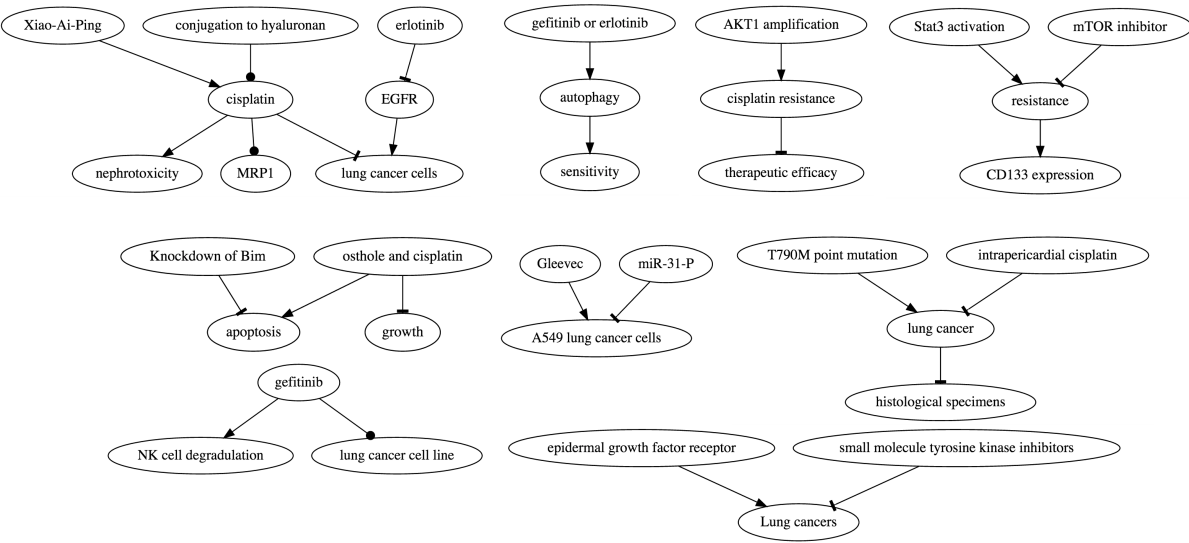 Xiao-Ai-Ping
conjugation to hyaluronan
erlotinib
gefitinib or erlotinib
AKT1 amplification
Stat3 activation
mTOR inhibitor
cisplatin
EGFR
autophagy
cisplatin resistance
resistance
nephrotoxicity
MRP1
lung cancer cells
sensitivity
therapeutic efficacy
CD133 expression
Knockdown of Bim
osthole and cisplatin
Gleevec
miR-31-P
T790M point mutation
intrapericardial cisplatin
apoptosis
growth
A549 lung cancer cells
lung cancer
gefitinib
histological specimens
NK cell degradulation
lung cancer cell line
epidermal growth factor receptor
small molecule tyrosine kinase inhibitors
Lung cancers